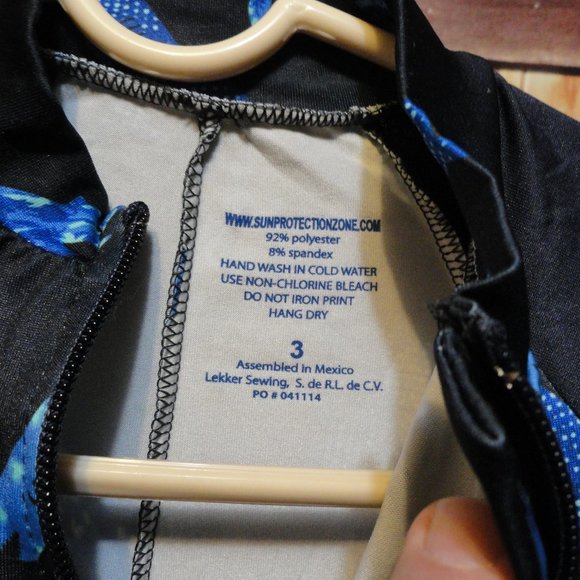 WWW.SUNPROTECTIONZONE.COM
92% polyester
8% spandex
HAND WASH IN COLD WATER
USE NON-CHLORINE BLEACH
DO NOT IRON PRINT
HANG DRY
3
Assembled in Mexico
Lekker Sewing, S. de R.L. de C.V.
PO # 041114